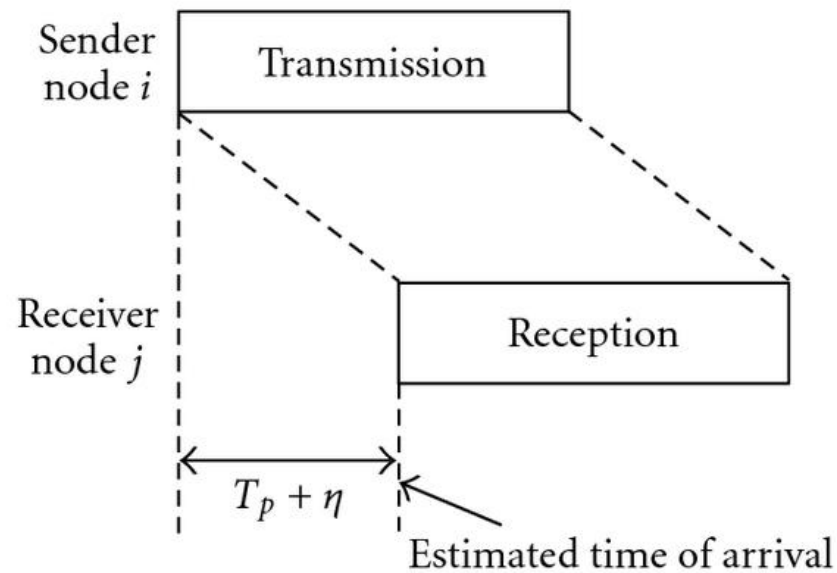 Sender
node i
Transmission
Receiver
node j
Reception
Tₚ + η
Estimated time of arrival